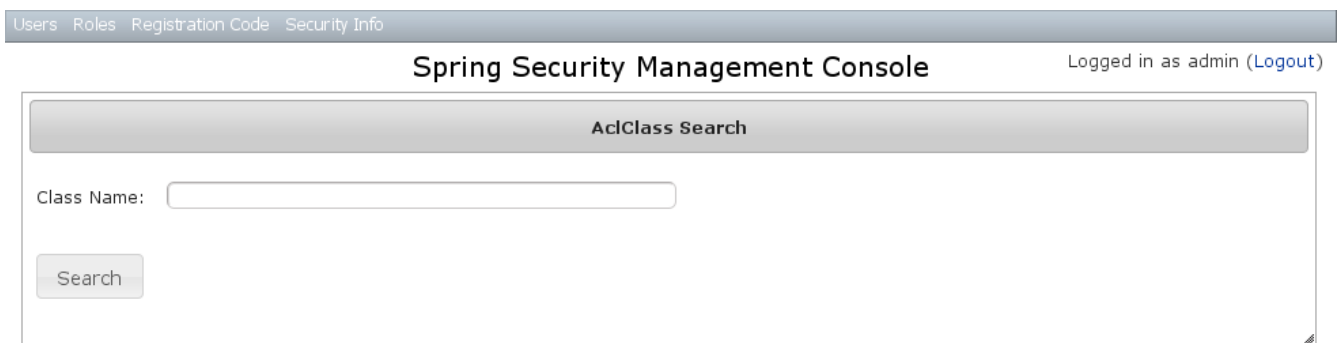 Users Roles Registration Code Security Info
Spring Security Management Console
Logged in as admin (Logout)
AclClass Search
Class Name:
Search